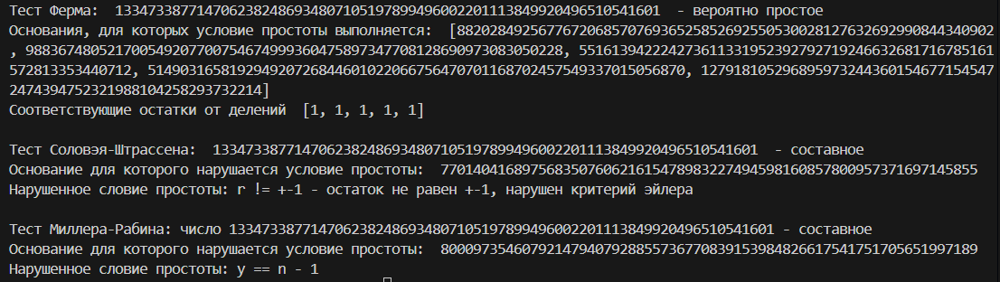 Тест Ферма:  1334733877147062382486934807105197899496002201113849920496510541601  - вероятно простое
Основания, для которых условие простоты выполняется:  [882028492567767206857076936525852692550530028127632692990844340902
, 988367480521700549207700754674999360475897347708128690973083050228, 551613942224273611331952392792719246632681716785161
572813353440712, 514903165819294920726844601022066756470701168702457549337015056870, 127918105296895973244360154677154547
247439475232198810425829373​2214]
Соответствующие остатки от делений  [1, 1, 1, 1, 1]
Тест Соловэя-Штрассена:  1334733877147062382486934807105197899496002201113849920496510541601  - составное
Основание для которого нарушается условие простоты:  770140416897568350760621615478983227494598160857800957371697145855
Нарушенное словие простоты: r != +-1 - остаток не равен +-1, нарушен критерий эйлера
Тест Миллера-Рабина: число 1334733877147062382486934807105197899496002201113849920496510541601 - составное
Основание для которого нарушается условие простоты:  800097354607921479407928855736770839153984826617541751705651997189
Нарушенное словие простоты: y == n - 1